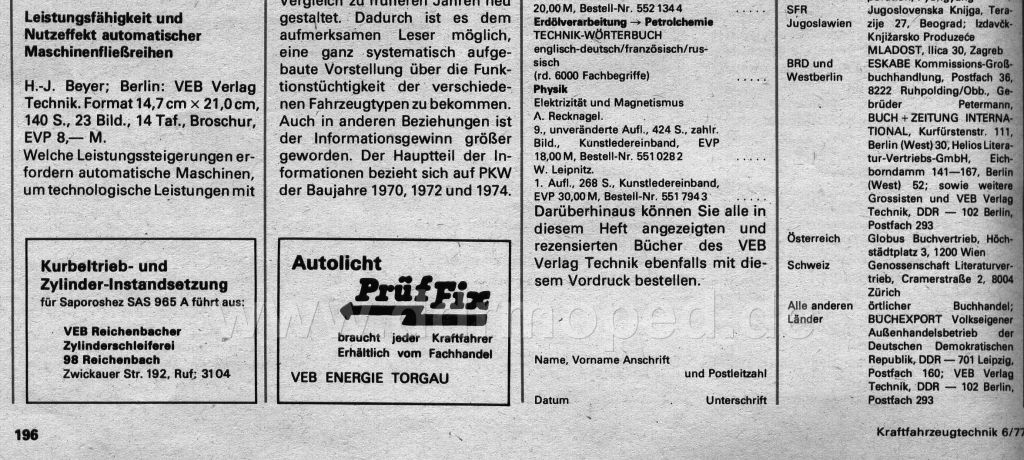 Leistungsfähigkeit und
Nutzeffekt automatischer
Maschinenfließreihen
H.-J. Beyer; Berlin: VEB Verlag
Technik. Format 14,7 cm × 21,0 cm,
140 S., 23 Bild., 14 Taf., Broschur,
EVP 8,— M.
Welche Leistungssteigerungen er-
fordern automatische Maschinen,
um technologische Leistungen mit
Kurbeltrieb- und
Zylinder-Instandsetzung
für Saporoshez SAS 965 A führt aus:
VEB Reichenbacher
Zylinderschleiferei
98 Reichenbach
Zwickauer Str. 192, Ruf; 31 04
196
Vergleich zu früheren Jahren neu
gestaltet. Dadurch ist es dem
aufmerksamen Leser möglich,
eine ganz systematisch aufge-
baute Vorstellung über die Funk-
tionstüchtigkeit der verschiede-
nen Fahrzeugtypen zu bekommen.
Auch in anderen Beziehungen ist
der Informationsgewinn größer
geworden. Der Hauptteil der In-
formationen bezieht sich auf PKW
der Baujahre 1970, 1972 und 1974.
Autolicht
PrüfFix
braucht jeder Kraftfahrer
Erhältlich vom Fachhandel
VEB ENERGIE TORGAU
20,00 M, Bestell-Nr. 552 134 4 . . . . .
Erdölverarbeitung → Petrolchemie
TECHNIK-WÖRTERBUCH
englisch-deutsch/französisch/rus-
sisch
(rd. 6000 Fachbegriffe) . . . . .
Physik
Elektrizität und Magnetismus
A. Recknagel.
9., unveränderte Aufl., 424 S., zahlr.
Bild., Kunstledereinband, EVP
18,00 M, Bestell-Nr. 551 028 2 . . . . .
W. Leipnitz.
1. Aufl., 268 S., Kunstledereinband,
EVP 30,00 M, Bestell-Nr. 551 794 3 . . . . .
Darüberhinaus können Sie alle in
diesem Heft angezeigten und
rezensierten Bücher des VEB
Verlag Technik ebenfalls mit die-
sem Vordruck bestellen.
Name, Vorname Anschrift
und Postleitzahl
Datum Unterschrift
SFR Jugoslovenska Knjiga, Tera-
Jugoslawien zije 27, Beograd; Izdavčk-
Knjižarsko Produzeće
MLADOST, Ilica 30, Zagreb
BRD und ESKABE Kommissions-Groß-
Westberlin buchhandlung, Postfach 36,
8222 Ruhpolding/Obb., Ge-
brüder Petermann,
BUCH + ZEITUNG INTERNA-
TIONAL, Kurfürstenstr. 111,
Berlin (West) 30, Helios Litera-
tur-Vertriebs-GmbH, Eich-
borndamm 141—167, Berlin
(West) 52; sowie weitere
Grossisten und VEB Verlag
Technik, DDR — 102 Berlin,
Postfach 293
Österreich Globus Buchvertrieb, Höch-
städtplatz 3, 1200 Wien
Schweiz Genossenschaft Literaturver-
trieb, Cramerstraße 2, 8004
Zürich
Alle anderen örtlicher Buchhandel;
Länder BUCHEXPORT Volkseigener
Außenhandelsbetrieb der
Deutschen Demokratischen
Republik, DDR — 701 Leipzig,
Postfach 160; VEB Verlag
Technik, DDR — 102 Berlin,
Postfach 293
Kraftfahrzeugtechnik 6/77